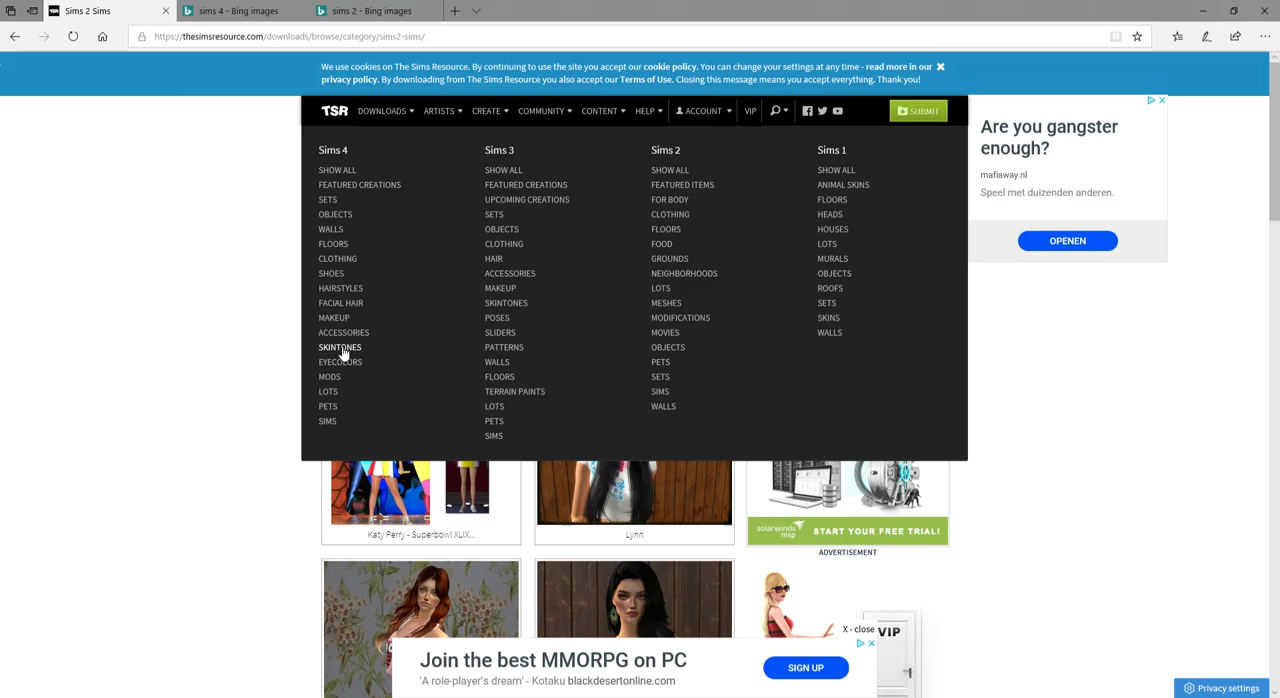 Sims 2 Sims
sims 4 - Bing images
sims 2 - Bing images
https://thesimsresource.com/downloads/browse/category/sims2-sims/
We use cookies on The Sims Resource. By continuing to use the site you accept our cookie policy. You can change your settings at any time - read more in our
privacy policy. By downloading from The Sims Resource you also accept our Terms of Use. Closing this message means you accept everything. Thank you!
TSR DOWNLOADS ARTISTS CREATE COMMUNITY CONTENT HELP ACCOUNT VIP SUBMIT
Sims 4
SHOW ALL
FEATURED CREATIONS
SETS
OBJECTS
WALLS
FLOORS
CLOTHING
SHOES
HAIRSTYLES
FACIAL HAIR
MAKEUP
ACCESSORIES
SKINTONES
EYECOLORS
MODS
LOTS
PETS
SIMS
Sims 3
SHOW ALL
FEATURED CREATIONS
UPCOMING CREATIONS
SETS
OBJECTS
CLOTHING
HAIR
ACCESSORIES
MAKEUP
SKINTONES
POSES
SLIDERS
PATTERNS
WALLS
FLOORS
TERRAIN PAINTS
LOTS
PETS
SIMS
Sims 2
SHOW ALL
FEATURED ITEMS
FOR BODY
CLOTHING
FLOORS
FOOD
GROUNDS
NEIGHBORHOODS
LOTS
MESHES
MODIFICATIONS
MOVIES
OBJECTS
PETS
SETS
SIMS
WALLS
Sims 1
SHOW ALL
ANIMAL SKINS
FLOORS
HEADS
HOUSES
LOTS
MURALS
OBJECTS
ROOFS
SETS
SKINS
WALLS
Are you gangster
enough?
mafiaway.nl
Speel met duizenden anderen.
OPENEN
Katy Perry - Superbowl XLIX...
Lynn
solarwinds msp
START YOUR FREE TRIAL!
ADVERTISEMENT
VIP
X - close
Join the best MMORPG on PC
'A role-player's dream' - Kotaku blackdesertonline.com
SIGN UP
Privacy settings